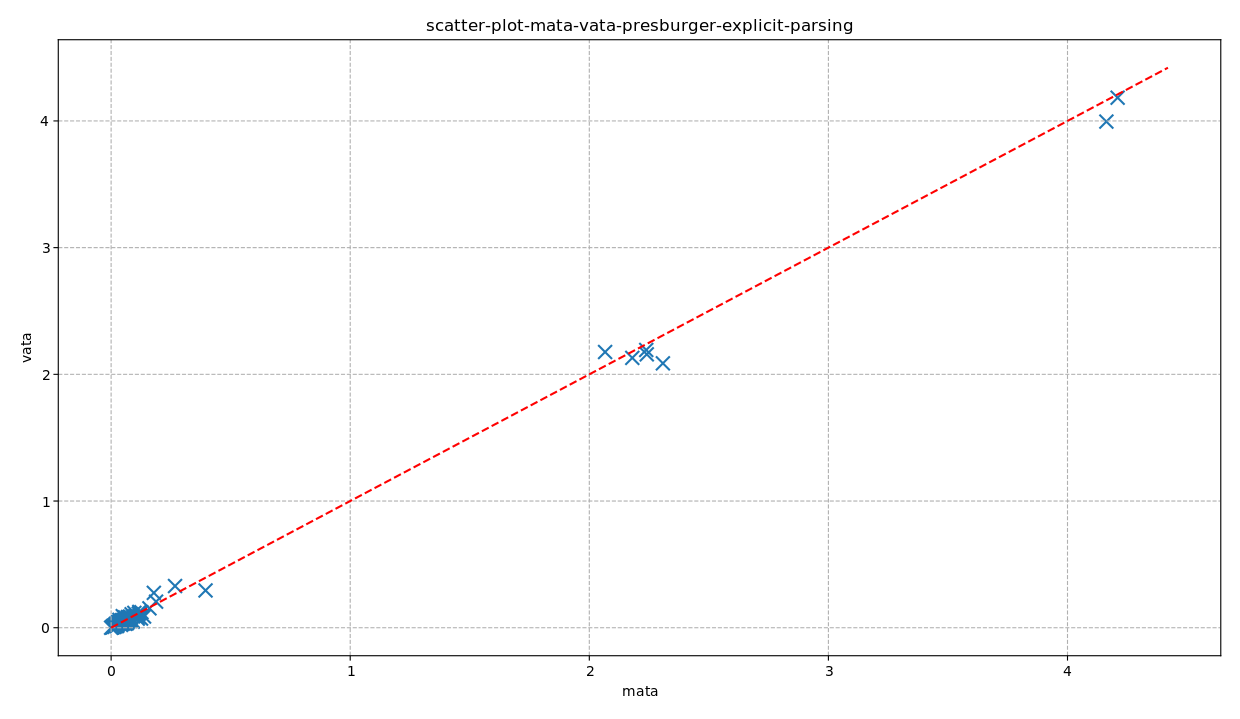 scatter-plot-mata-vata-presburger-explicit-parsing
vata
4
3
2
1
0
0 1 2 3 4
mata